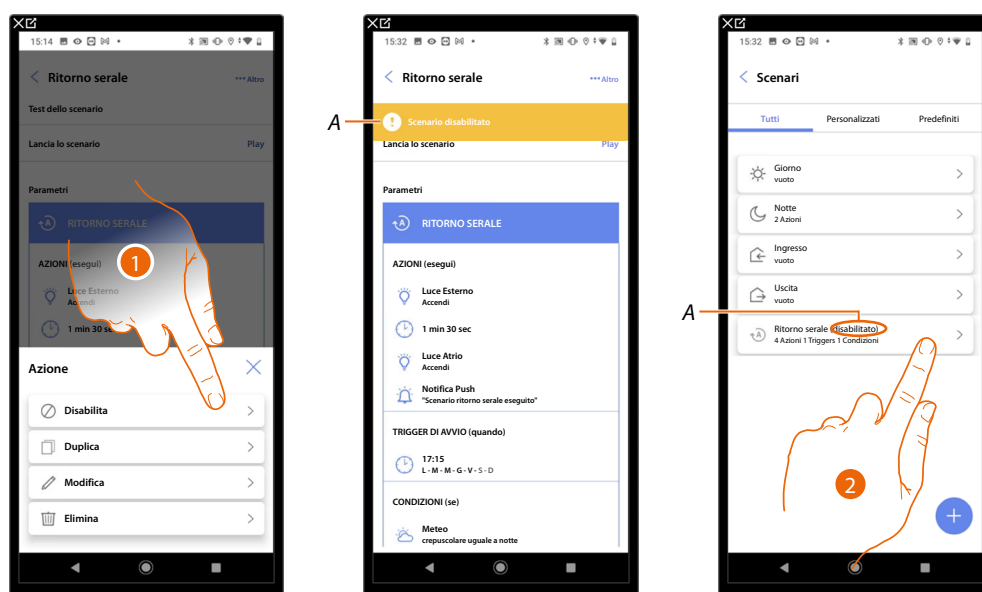 15:14
Ritorno serale
••• Altro
Test dello scenario
Lancia lo scenario
Play
Parametri
RITORNO SERALE
AZIONI (esegui)
Luce Esterno
Accendi
1 min 30 sec
1
Azione
Disabilita
Duplica
Modifica
Elimina
A
15:32
Ritorno serale
••• Altro
Scenario disabilitato
Lancia lo scenario
Play
Parametri
RITORNO SERALE
AZIONI (esegui)
Luce Esterno
Accendi
1 min 30 sec
Luce Atrio
Accendi
Notifica Push
"Scenario ritorno serale eseguito"
TRIGGER DI AVVIO (quando)
17:15
L - M - M - G - V - S - D
CONDIZIONI (se)
Meteo
crepuscolare uguale a notte
A
15:32
Scenari
Tutti
Personalizzati
Predefiniti
Giorno
vuoto
Notte
2 Azioni
Ingresso
vuoto
Uscita
vuoto
Ritorno serale (disabilitato)
4 Azioni 1 Triggers 1 Condizioni
2